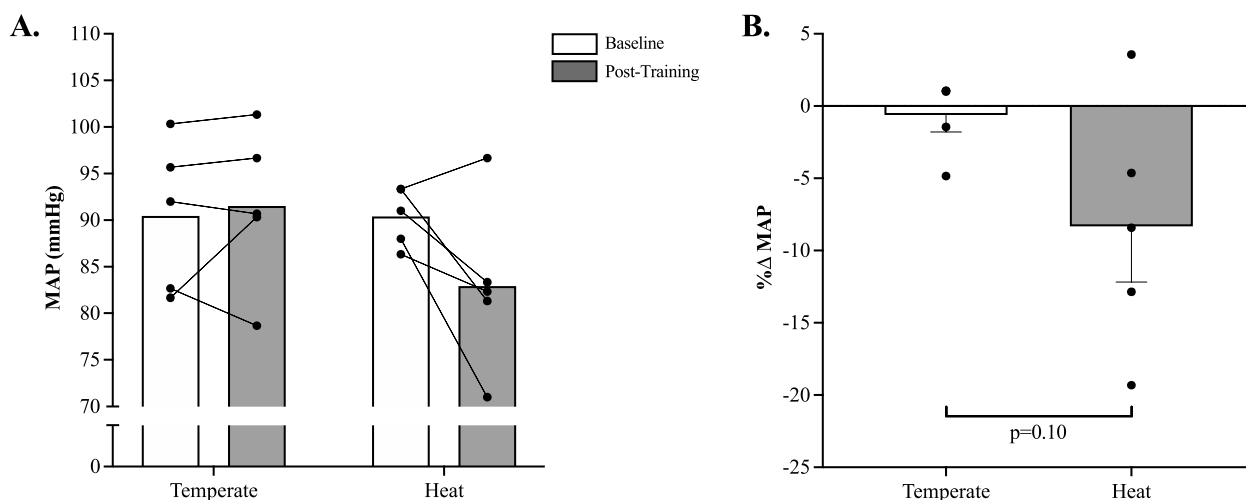 A.
110
105
100
95
90
85
80
75
70
0
MAP (mmHg)
Temperate
Heat
Baseline
Post-Training
B.
5
0
-5
-10
-15
-20
-25
%Δ MAP
p=0.10
Temperate
Heat